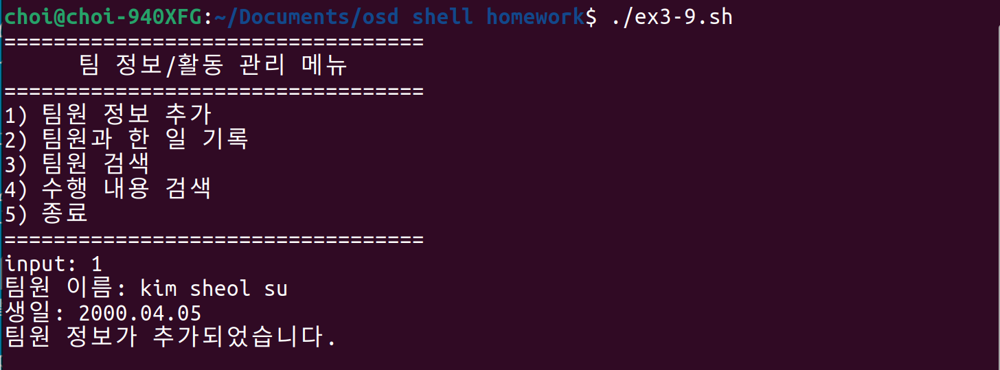 choi@choi-940XFG:~/Documents/osd shell homework$ ./ex3-9.sh
==================================
팀 정보/활동 관리 메뉴
==================================
1) 팀원 정보 추가
2) 팀원과 한 일 기록
3) 팀원 검색
4) 수행 내용 검색
5) 종료
==================================
input: 1
팀원 이름: kim sheol su
생일: 2000.04.05
팀원 정보가 추가되었습니다.